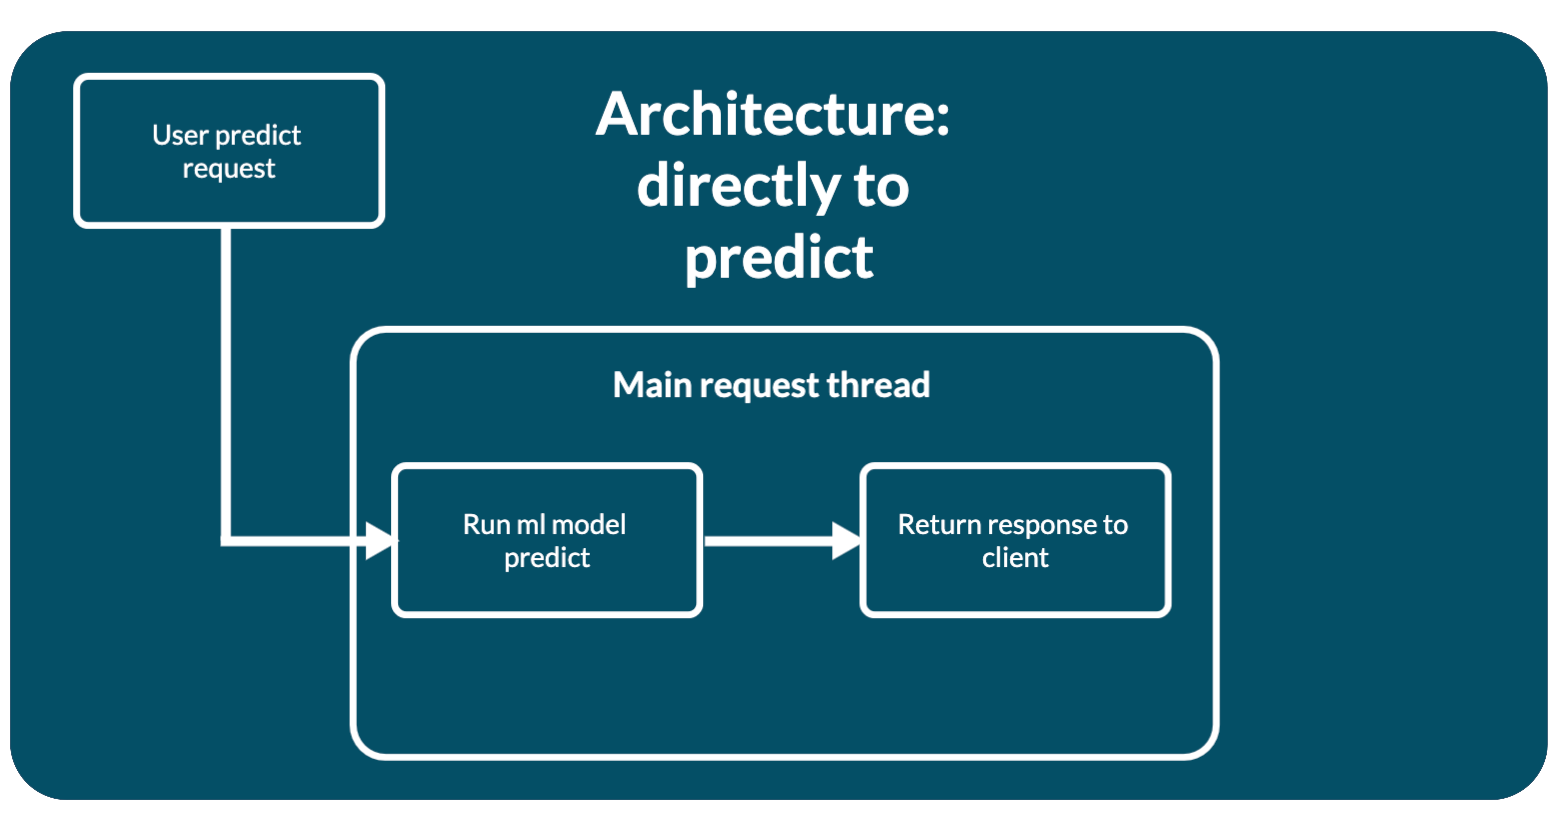 User predict
request
Architecture:
directly to
predict
Main request thread
Run ml model
predict
Return response to
client